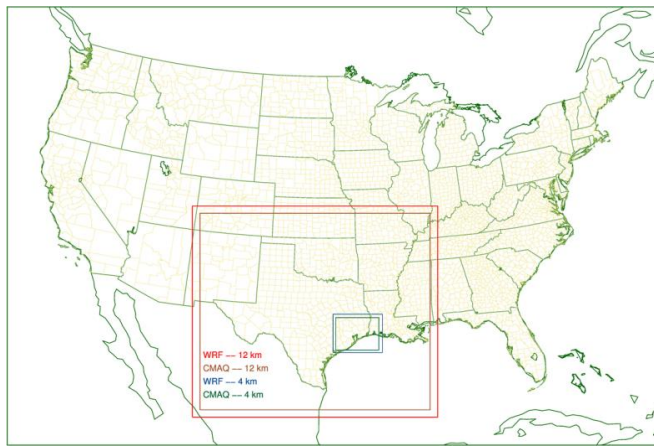 WRF — 12 km
CMAQ — 12 km
WRF — 4 km
CMAQ — 4 km